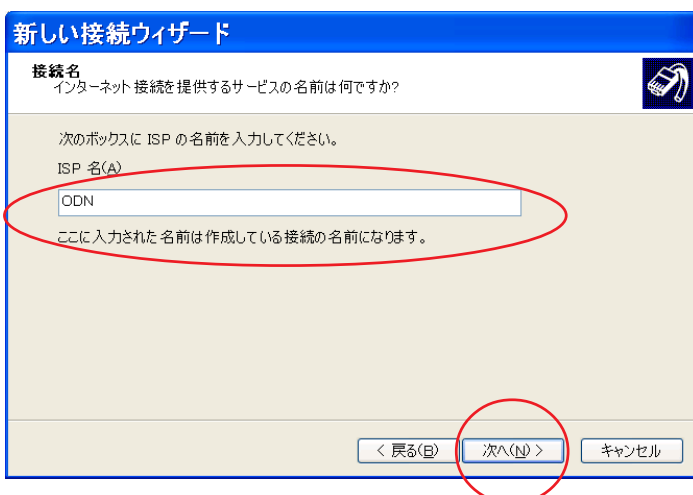 新しい接続ウィザード
接続名
インターネット接続を提供するサービスの名前は何ですか?
次のボックスに ISP の名前を入力してください。
ISP 名(A)
ODN
ここに入力された名前は作成している接続の名前になります。
< 戻る(B) 次へ(N) > キャンセル